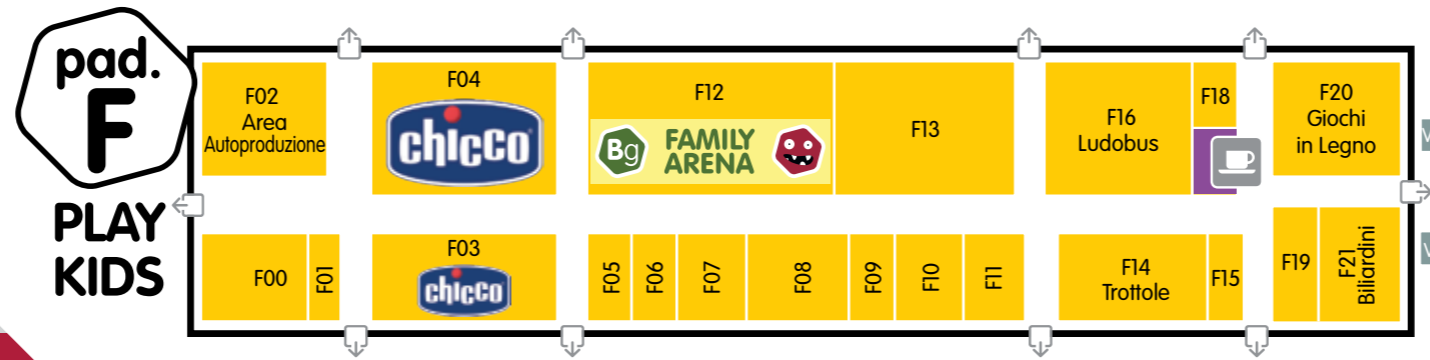 pad.
F
PLAY
KIDS
F02
Area
Autoproduzione
F04
chicco
F12
Bg
FAMILY
ARENA
F13
F16
Ludobus
F18
F20
Giochi
in Legno
F00
F01
F03
chicco
F05
F06
F07
F08
F09
F10
F11
F14
Trottole
F15
F19
F21
Biliardini